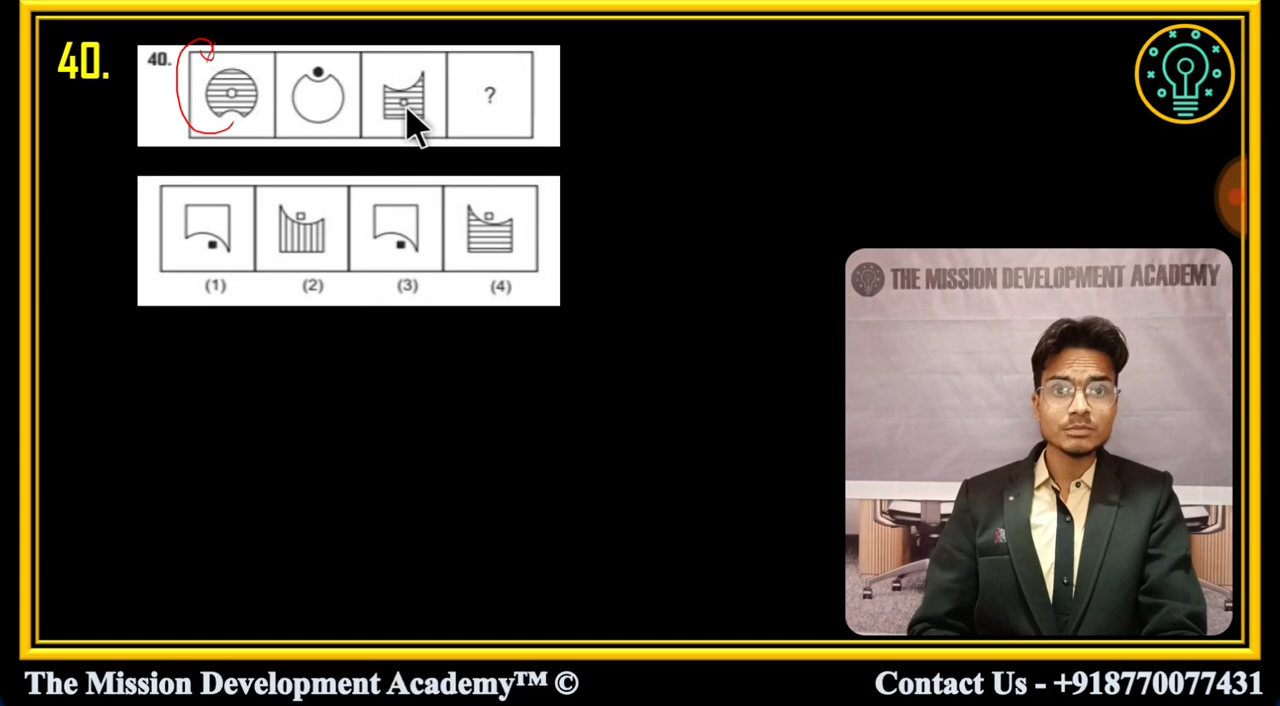 40.
40.
?
(1) (2) (3) (4)
THE MISSION DEVELOPMENT ACADEMY
The Mission Development Academy™ © Contact Us - +918770077431